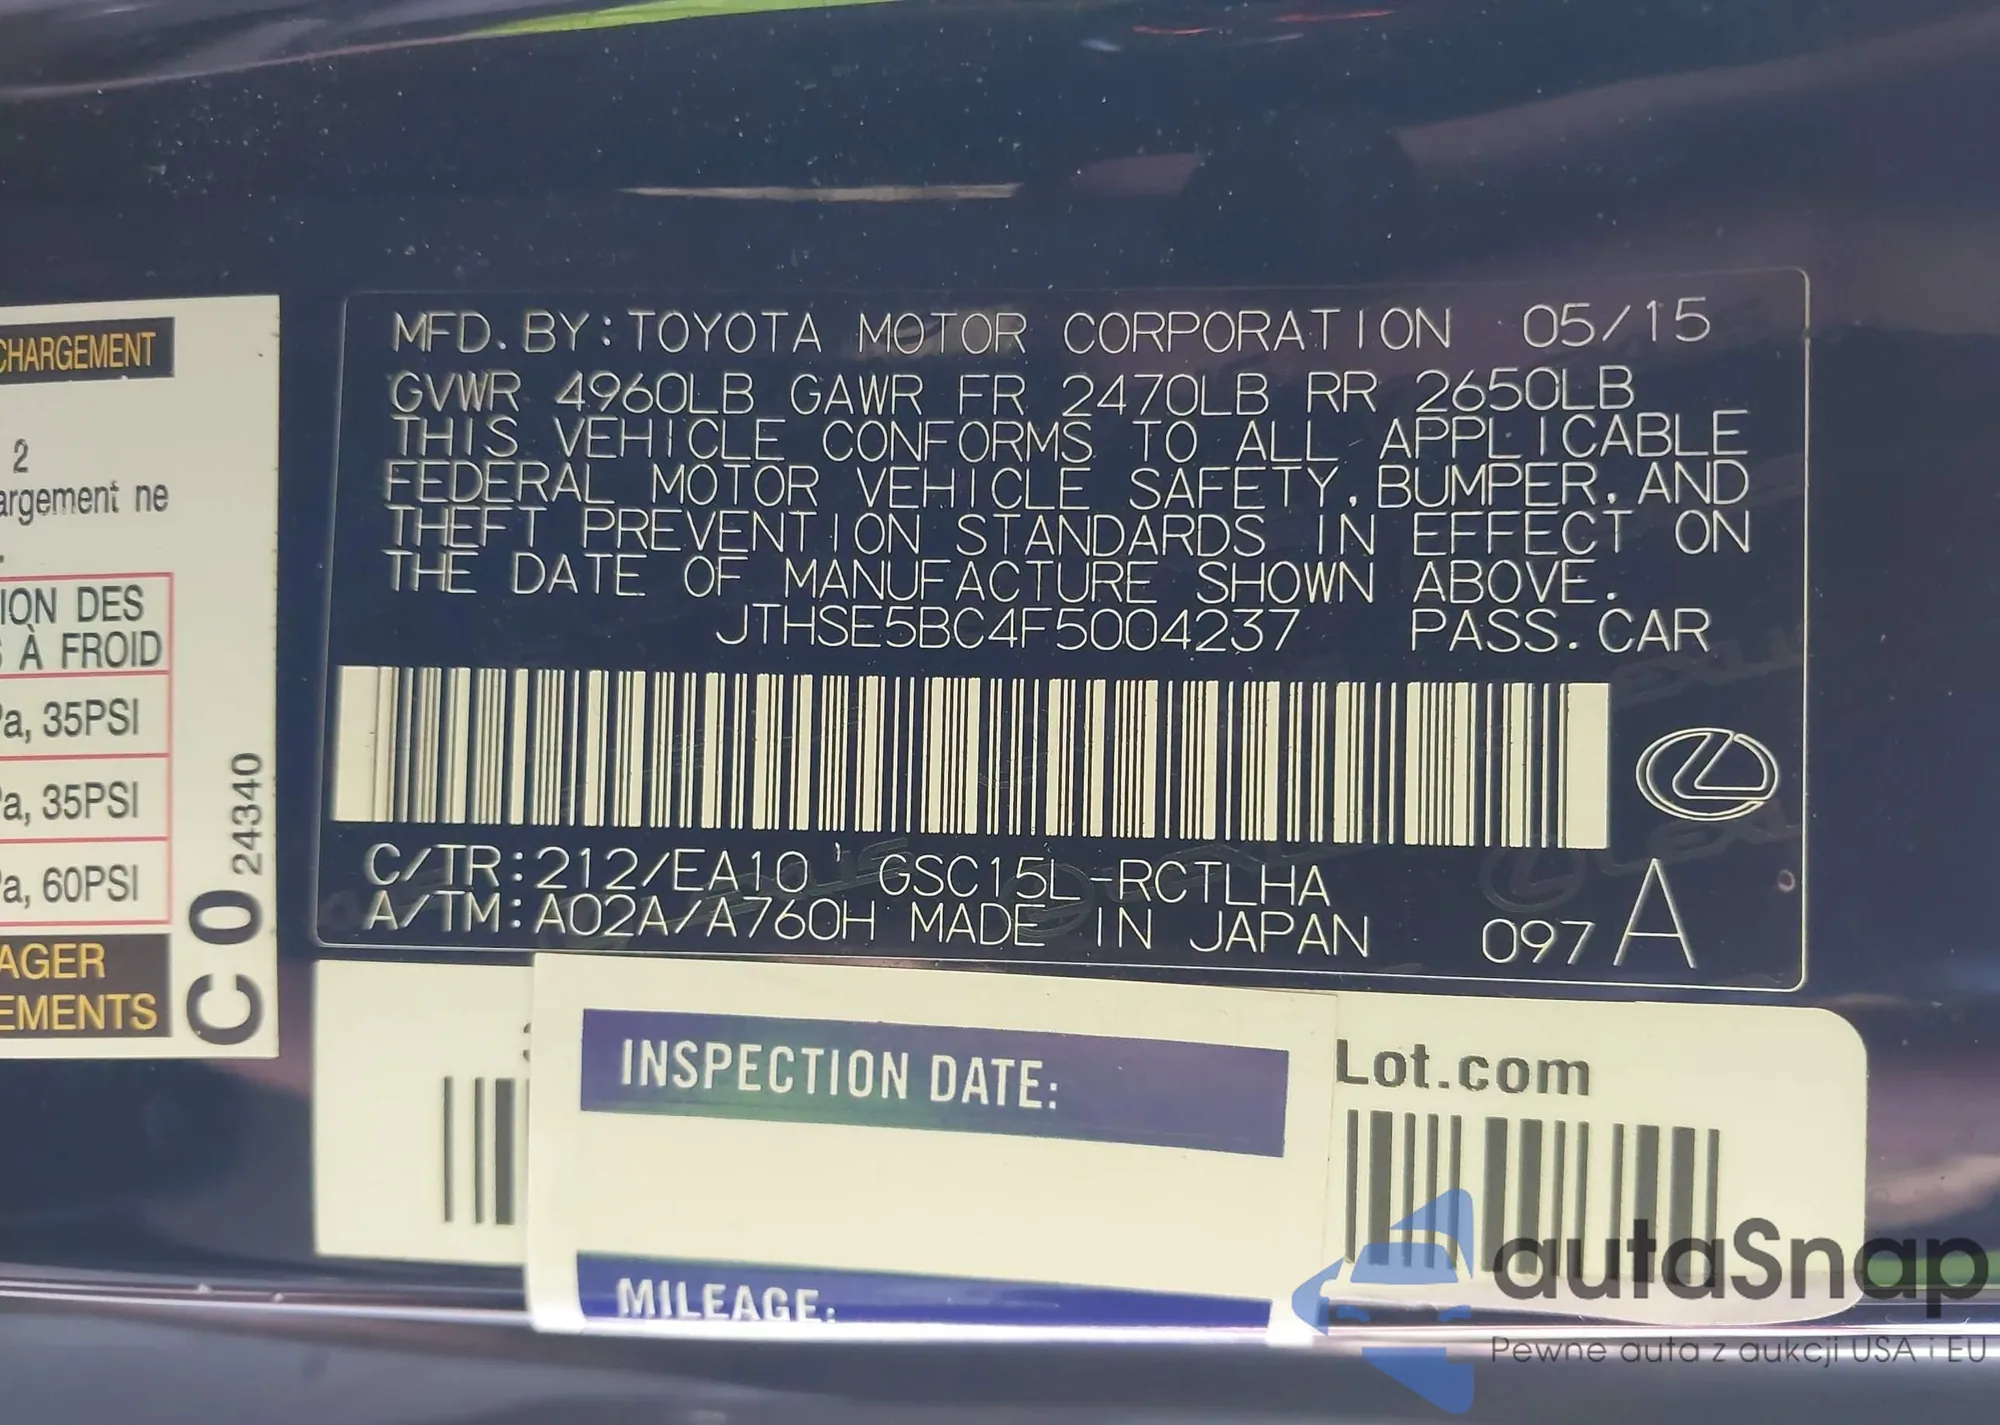 CHARGEMENT
2
argement ne
ION DES
À FROID
Pa, 35PSI
Pa, 35PSI
Pa, 60PSI
AGER
EMENTS
C0 24340
MFD. BY: TOYOTA MOTOR CORPORATION 05/15
GVWR 4960LB GAWR FR 2470LB RR 2650LB
THIS VEHICLE CONFORMS TO ALL APPLICABLE
FEDERAL MOTOR VEHICLE SAFETY, BUMPER, AND
THEFT PREVENTION STANDARDS IN EFFECT ON
THE DATE OF MANUFACTURE SHOWN ABOVE.
JTHSE5BC4F5004237 PASS. CAR
C/TR: 212/EA10 GSC15L-RCTLHA
A/TM: A02A/A760H MADE IN JAPAN 097 A
INSPECTION DATE:
Lot.com
MILEAGE:
autaSnap
Pewne auta z aukcji USA i EU